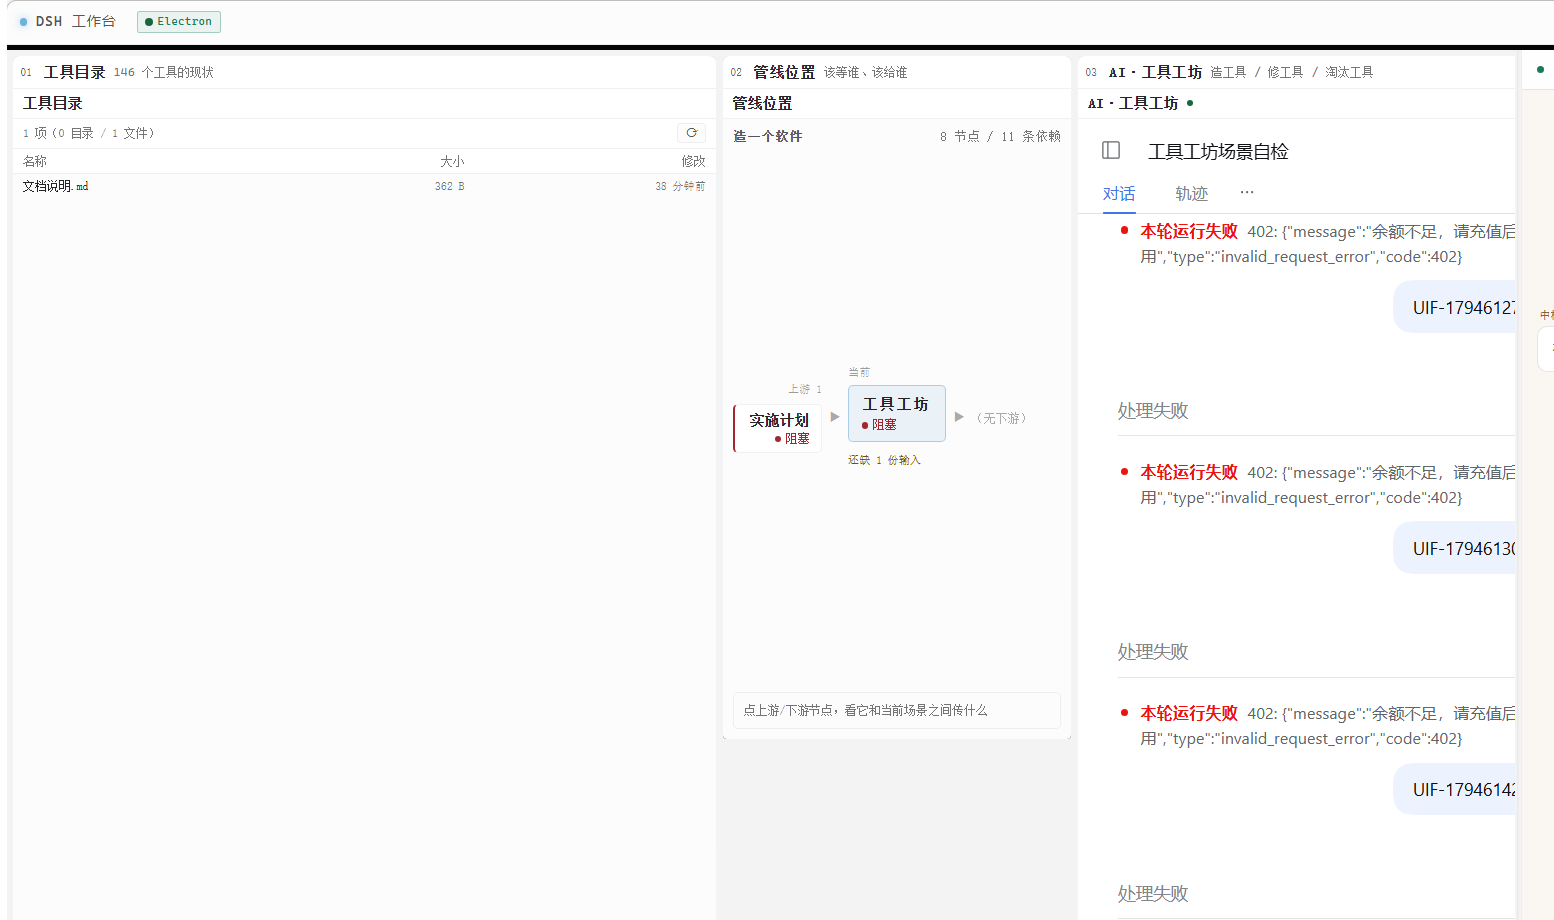 DSH 工作台 Electron
01 工具目录 146 个工具的现状
工具目录
1 项（0 目录 / 1 文件）
名称 大小 修改
文档说明.md 362 B 38 分钟前
02 管线位置 该等谁、该给谁
管线位置
造一个软件 8 节点 / 11 条依赖
上游 1
实施计划
阻塞
当前
工具工坊
阻塞
还缺 1 份输入
（无下游）
点上游/下游节点，看它和当前场景之间传什么
03 AI · 工具工坊 造工具 / 修工具 / 淘汰工具
AI · 工具工坊
工具工坊场景自检
对话 轨迹 ···
本轮运行失败 402: {"message":"余额不足，请充值后
用","type":"invalid_request_error","code":402}
UIF-1794612
处理失败
本轮运行失败 402: {"message":"余额不足，请充值后
用","type":"invalid_request_error","code":402}
UIF-1794613
处理失败
本轮运行失败 402: {"message":"余额不足，请充值后
用","type":"invalid_request_error","code":402}
UIF-1794614
处理失败